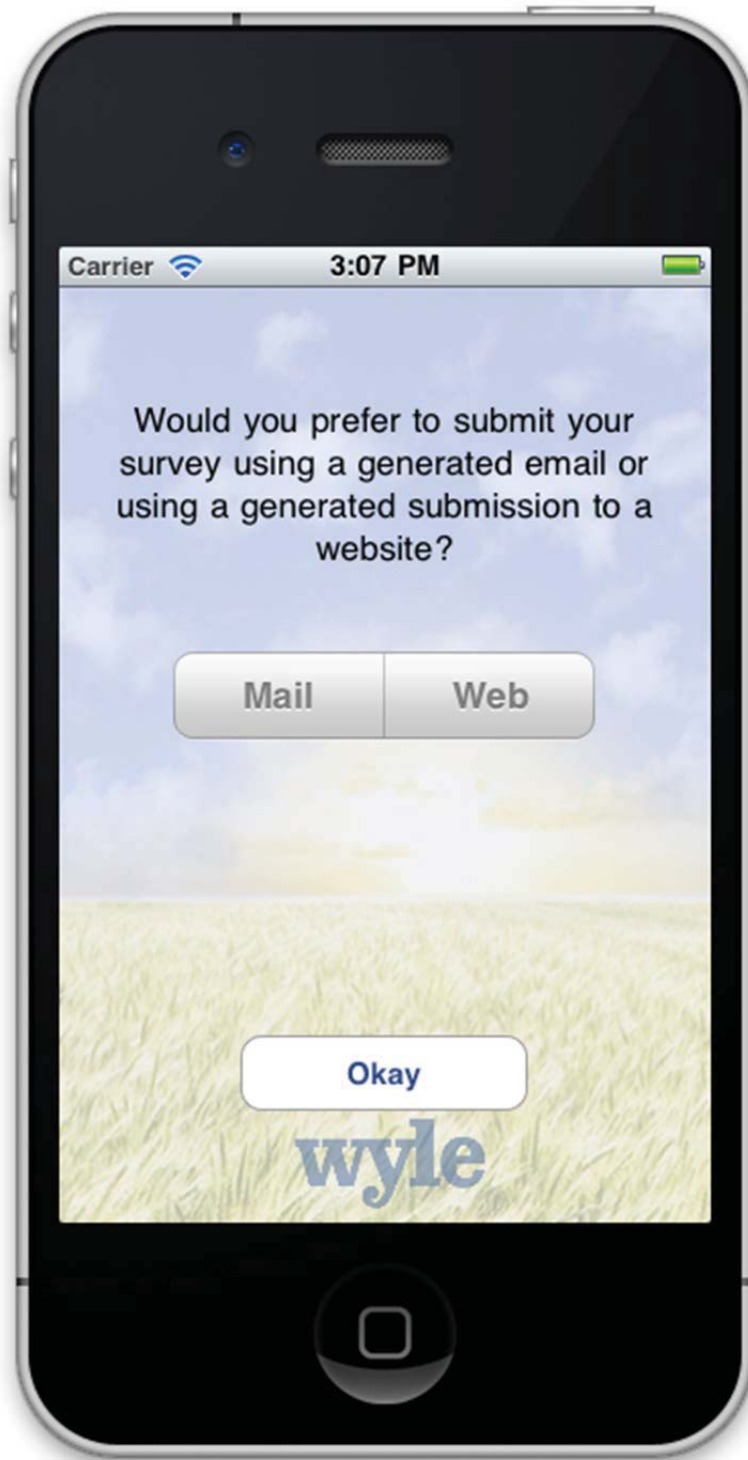 Carrier 3:07 PM
Would you prefer to submit your
survey using a generated email or
using a generated submission to a
website?
Mail Web
Okay
wyle